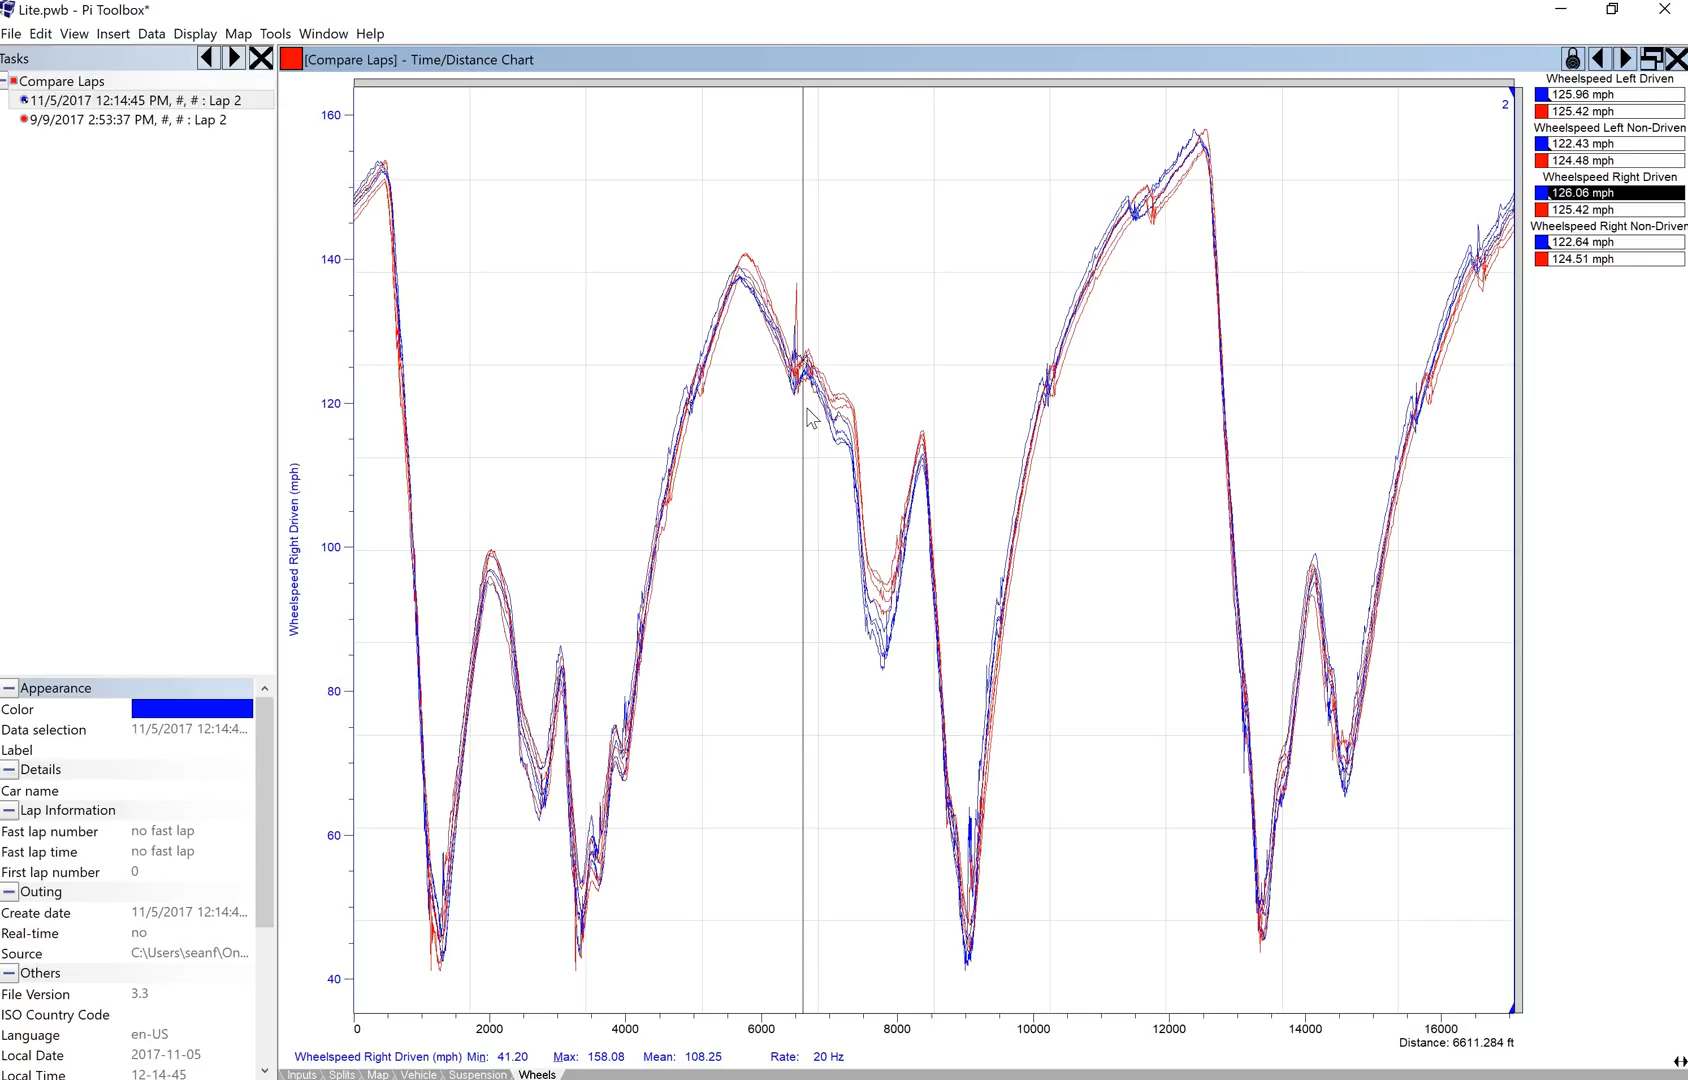 Lite.pwb - Pi Toolbox*
File Edit View Insert Data Display Map Tools Window Help
Tasks
[Compare Laps] - Time/Distance Chart
Compare Laps
11/5/2017 12:14:45 PM, #, # : Lap 2
9/9/2017 2:53:37 PM, #, # : Lap 2
Wheelspeed Left Driven
125.96 mph
125.42 mph
Wheelspeed Left Non-Driven
122.43 mph
124.48 mph
Wheelspeed Right Driven
126.06 mph
125.42 mph
Wheelspeed Right Non-Driven
122.64 mph
124.51 mph
2
160
140
120
100
80
60
40
Wheelspeed Right Driven (mph)
0 2000 4000 6000 8000 10000 12000 14000 16000
Distance: 6611.284 ft
Wheelspeed Right Driven (mph) Min: 41.20 Max: 158.08 Mean: 108.25 Rate: 20 Hz
Inputs Splits Map Vehicle Suspension Wheels
Appearance
Color
Data selection 11/5/2017 12:14:4...
Label
Details
Car name
Lap Information
Fast lap number no fast lap
Fast lap time no fast lap
First lap number 0
Outing
Create date 11/5/2017 12:14:4...
Real-time no
Source C:\Users\seanf\On...
Others
File Version 3.3
ISO Country Code
Language en-US
Local Date 2017-11-05
Local Time 12-14-45